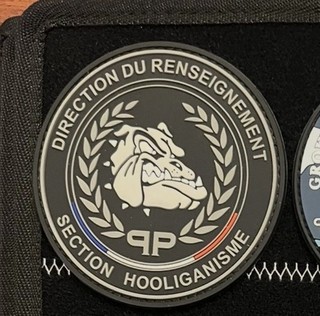 DIRECTION DU RENSEIGNEMENT
PP
SECTION HOOLIGANISME